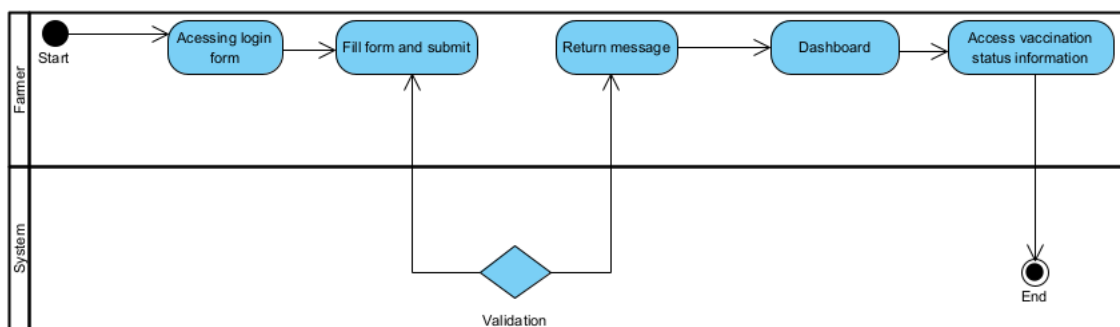 Farmer
Start
Acessing login
form
Fill form and submit
Return message
Dashboard
Access vaccination
status information
System
Validation
End